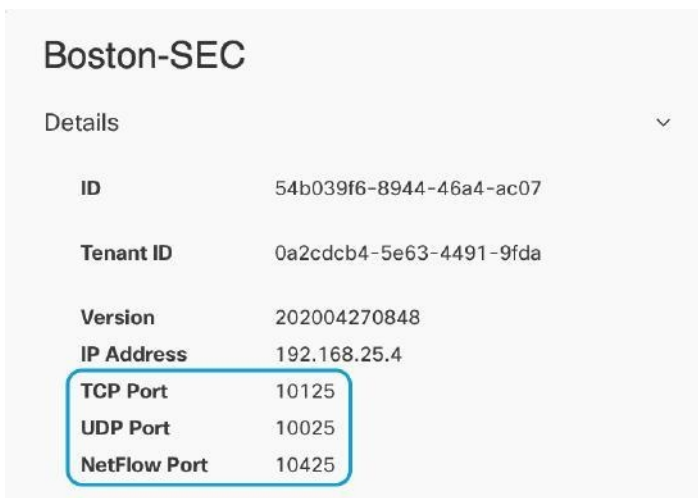 Boston-SEC
Details
ID 54b039f6-8944-46a4-ac07
Tenant ID 0a2cdcb4-5e63-4491-9fda
Version 202004270848
IP Address 192.168.25.4
TCP Port 10125
UDP Port 10025
NetFlow Port 10425